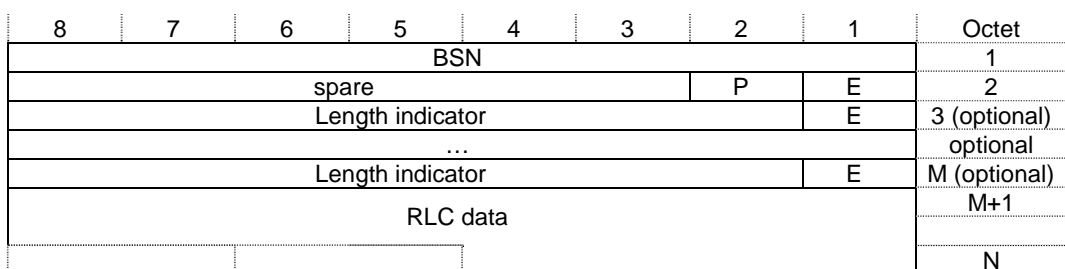 8 7 6 5 4 3 2 1 Octet
BSN 1
spare P E 2
Length indicator E 3 (optional)
… optional
Length indicator E M (optional)
RLC data M+1
N